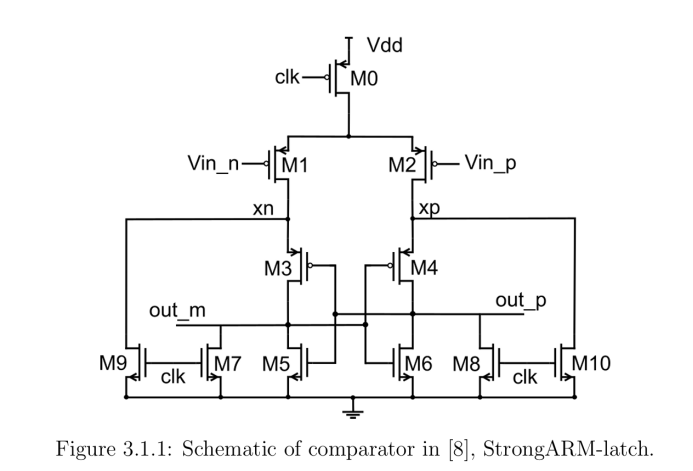 Vdd
clk M0
Vin_n M1 M2 Vin_p
xn xp
M3 M4
out_m out_p
M9 clk M7 M5 M6 M8 clk M10
Figure 3.1.1: Schematic of comparator in [8], StrongARM-latch.